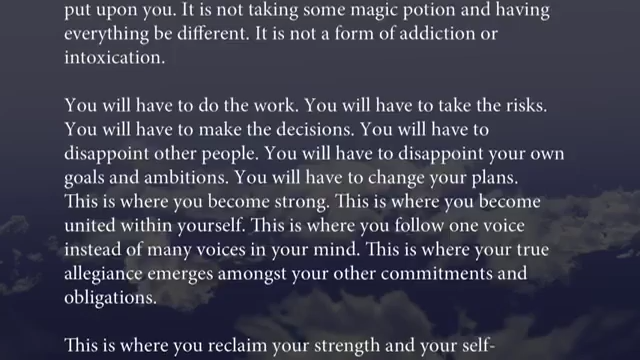 put upon you. It is not taking some magic potion and having
everything be different. It is not a form of addiction or
intoxication.
You will have to do the work. You will have to take the risks.
You will have to make the decisions. You will have to
disappoint other people. You will have to disappoint your own
goals and ambitions. You will have to change your plans.
This is where you become strong. This is where you become
united within yourself. This is where you follow one voice
instead of many voices in your mind. This is where your true
allegiance emerges amongst your other commitments and
obligations.
This is where you reclaim your strength and your self-